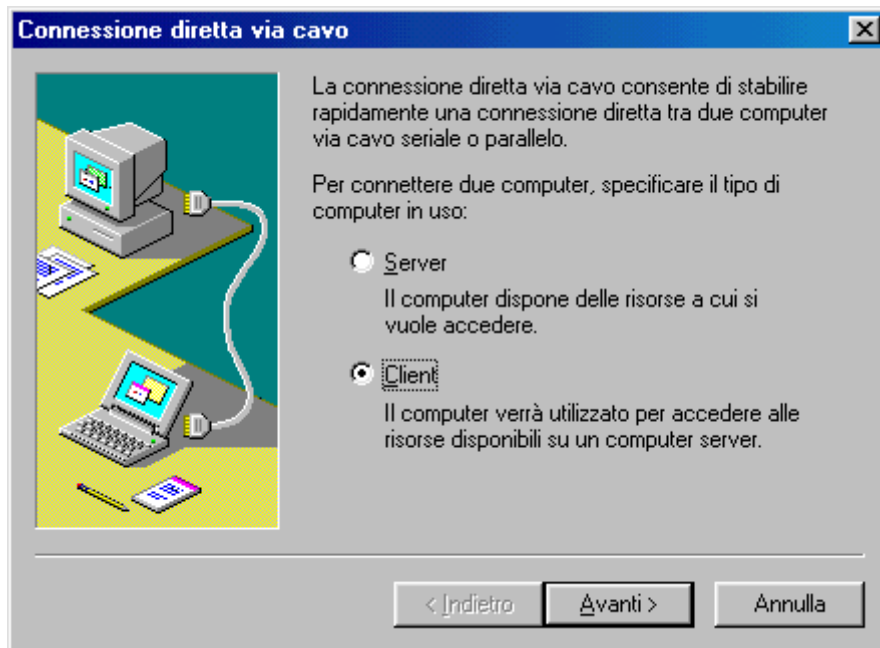 Connessione diretta via cavo
La connessione diretta via cavo consente di stabilire
rapidamente una connessione diretta tra due computer
via cavo seriale o parallelo.
Per connettere due computer, specificare il tipo di
computer in uso:
Server
Il computer dispone delle risorse a cui si
vuole accedere.
Client
Il computer verrà utilizzato per accedere alle
risorse disponibili su un computer server.
< Indietro
Avanti >
Annulla